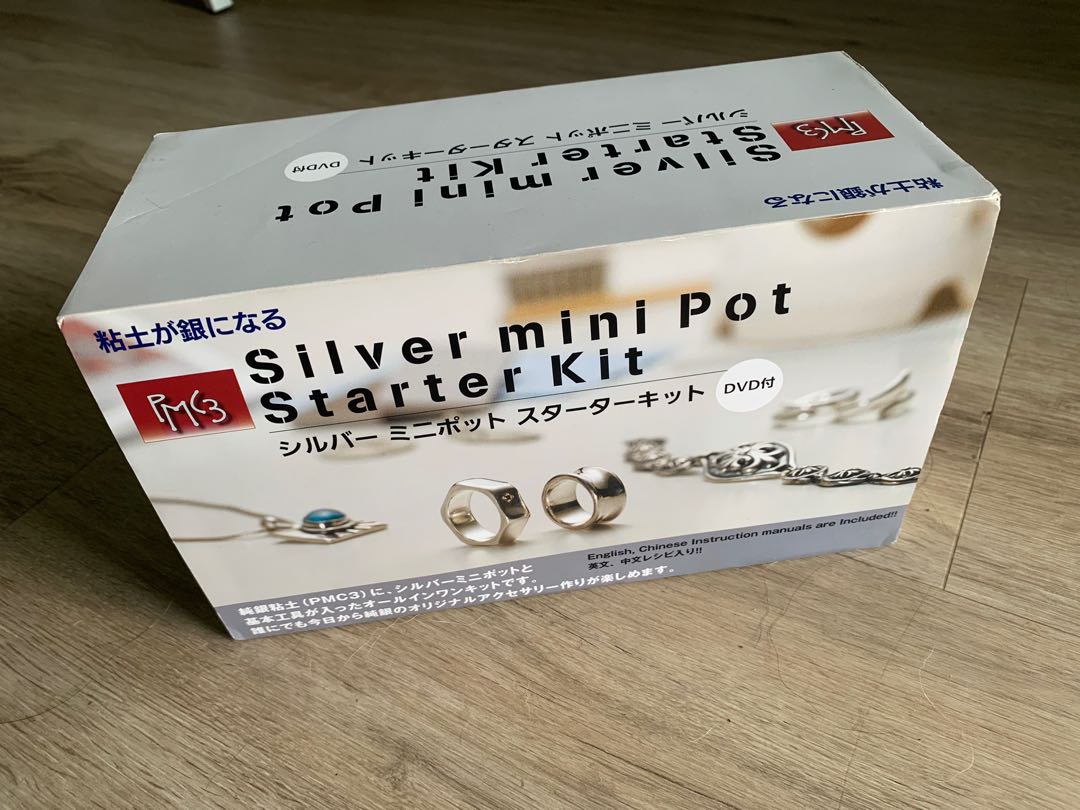 粘土が銀になる
PMC3
Silver mini Pot
Starter Kit
シルバー ミニポット スターターキット
DVD付
粘土が銀になる
PMC3
Silver mini Pot
Starter Kit
シルバー ミニポット スターターキット
DVD付
English, Chinese Instruction manuals are Included!!
英文、中文レシピ入り!!
純銀粘土(PMC3)に、シルバーミニポットと
基本工具が入ったオールインワンキットです。
誰にでも今日から純銀のオリジナルアクセサリー作りが楽しめます。